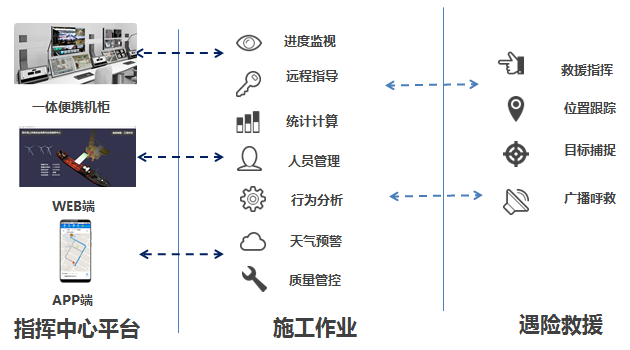 一体便携机柜
WEB端
APP端
指挥中心平台
进度监视
远程指导
统计计算
人员管理
行为分析
天气预警
质量管控
施工作业
救援指挥
位置跟踪
目标捕捉
广播呼救
遇险救援